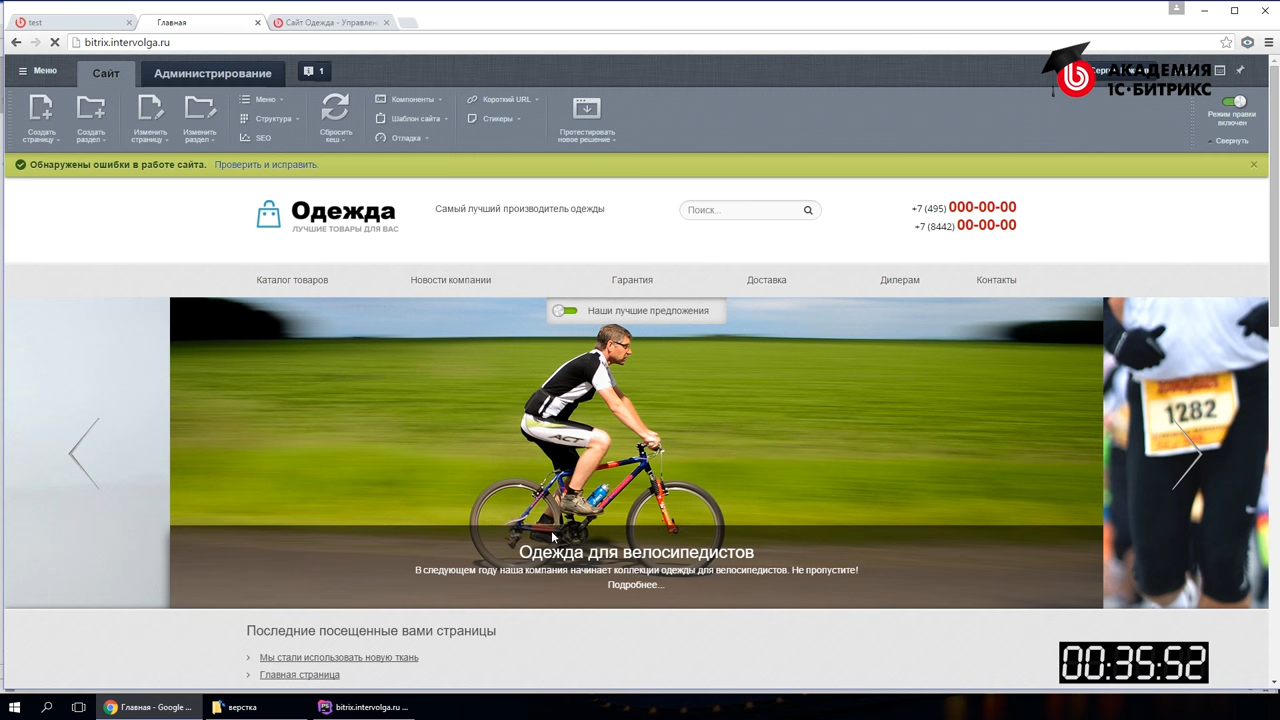 test
Главная
Сайт Одежда - Управлен
bitrix.intervolga.ru
Меню
Сайт
Администрирование
1
АКАДЕМИЯ
1С·БИТРИКС
Создать страницу
Создать раздел
Изменить страницу
Изменить раздел
Меню
Структура
SEO
Сбросить кеш
Компоненты
Шаблон сайта
Отладка
Короткий URL
Стикеры
Протестировать новое решение
Режим правки включен
Свернуть
Обнаружены ошибки в работе сайта. Проверить и исправить.
Одежда
ЛУЧШИЕ ТОВАРЫ ДЛЯ ВАС
Самый лучший производитель одежды
Поиск...
+7 (495) 000-00-00
+7 (8442) 00-00-00
Каталог товаров
Новости компании
Гарантия
Доставка
Дилерам
Контакты
Наши лучшие предложения
ACT
1282
Одежда для велосипедистов
В следующем году наша компания начинает коллекции одежды для велосипедистов. Не пропустите!
Подробнее...
Последние посещенные вами страницы
Мы стали использовать новую ткань
Главная страница
00:35:52
Главная - Google ...
верстка
bitrix.intervolga.ru ...